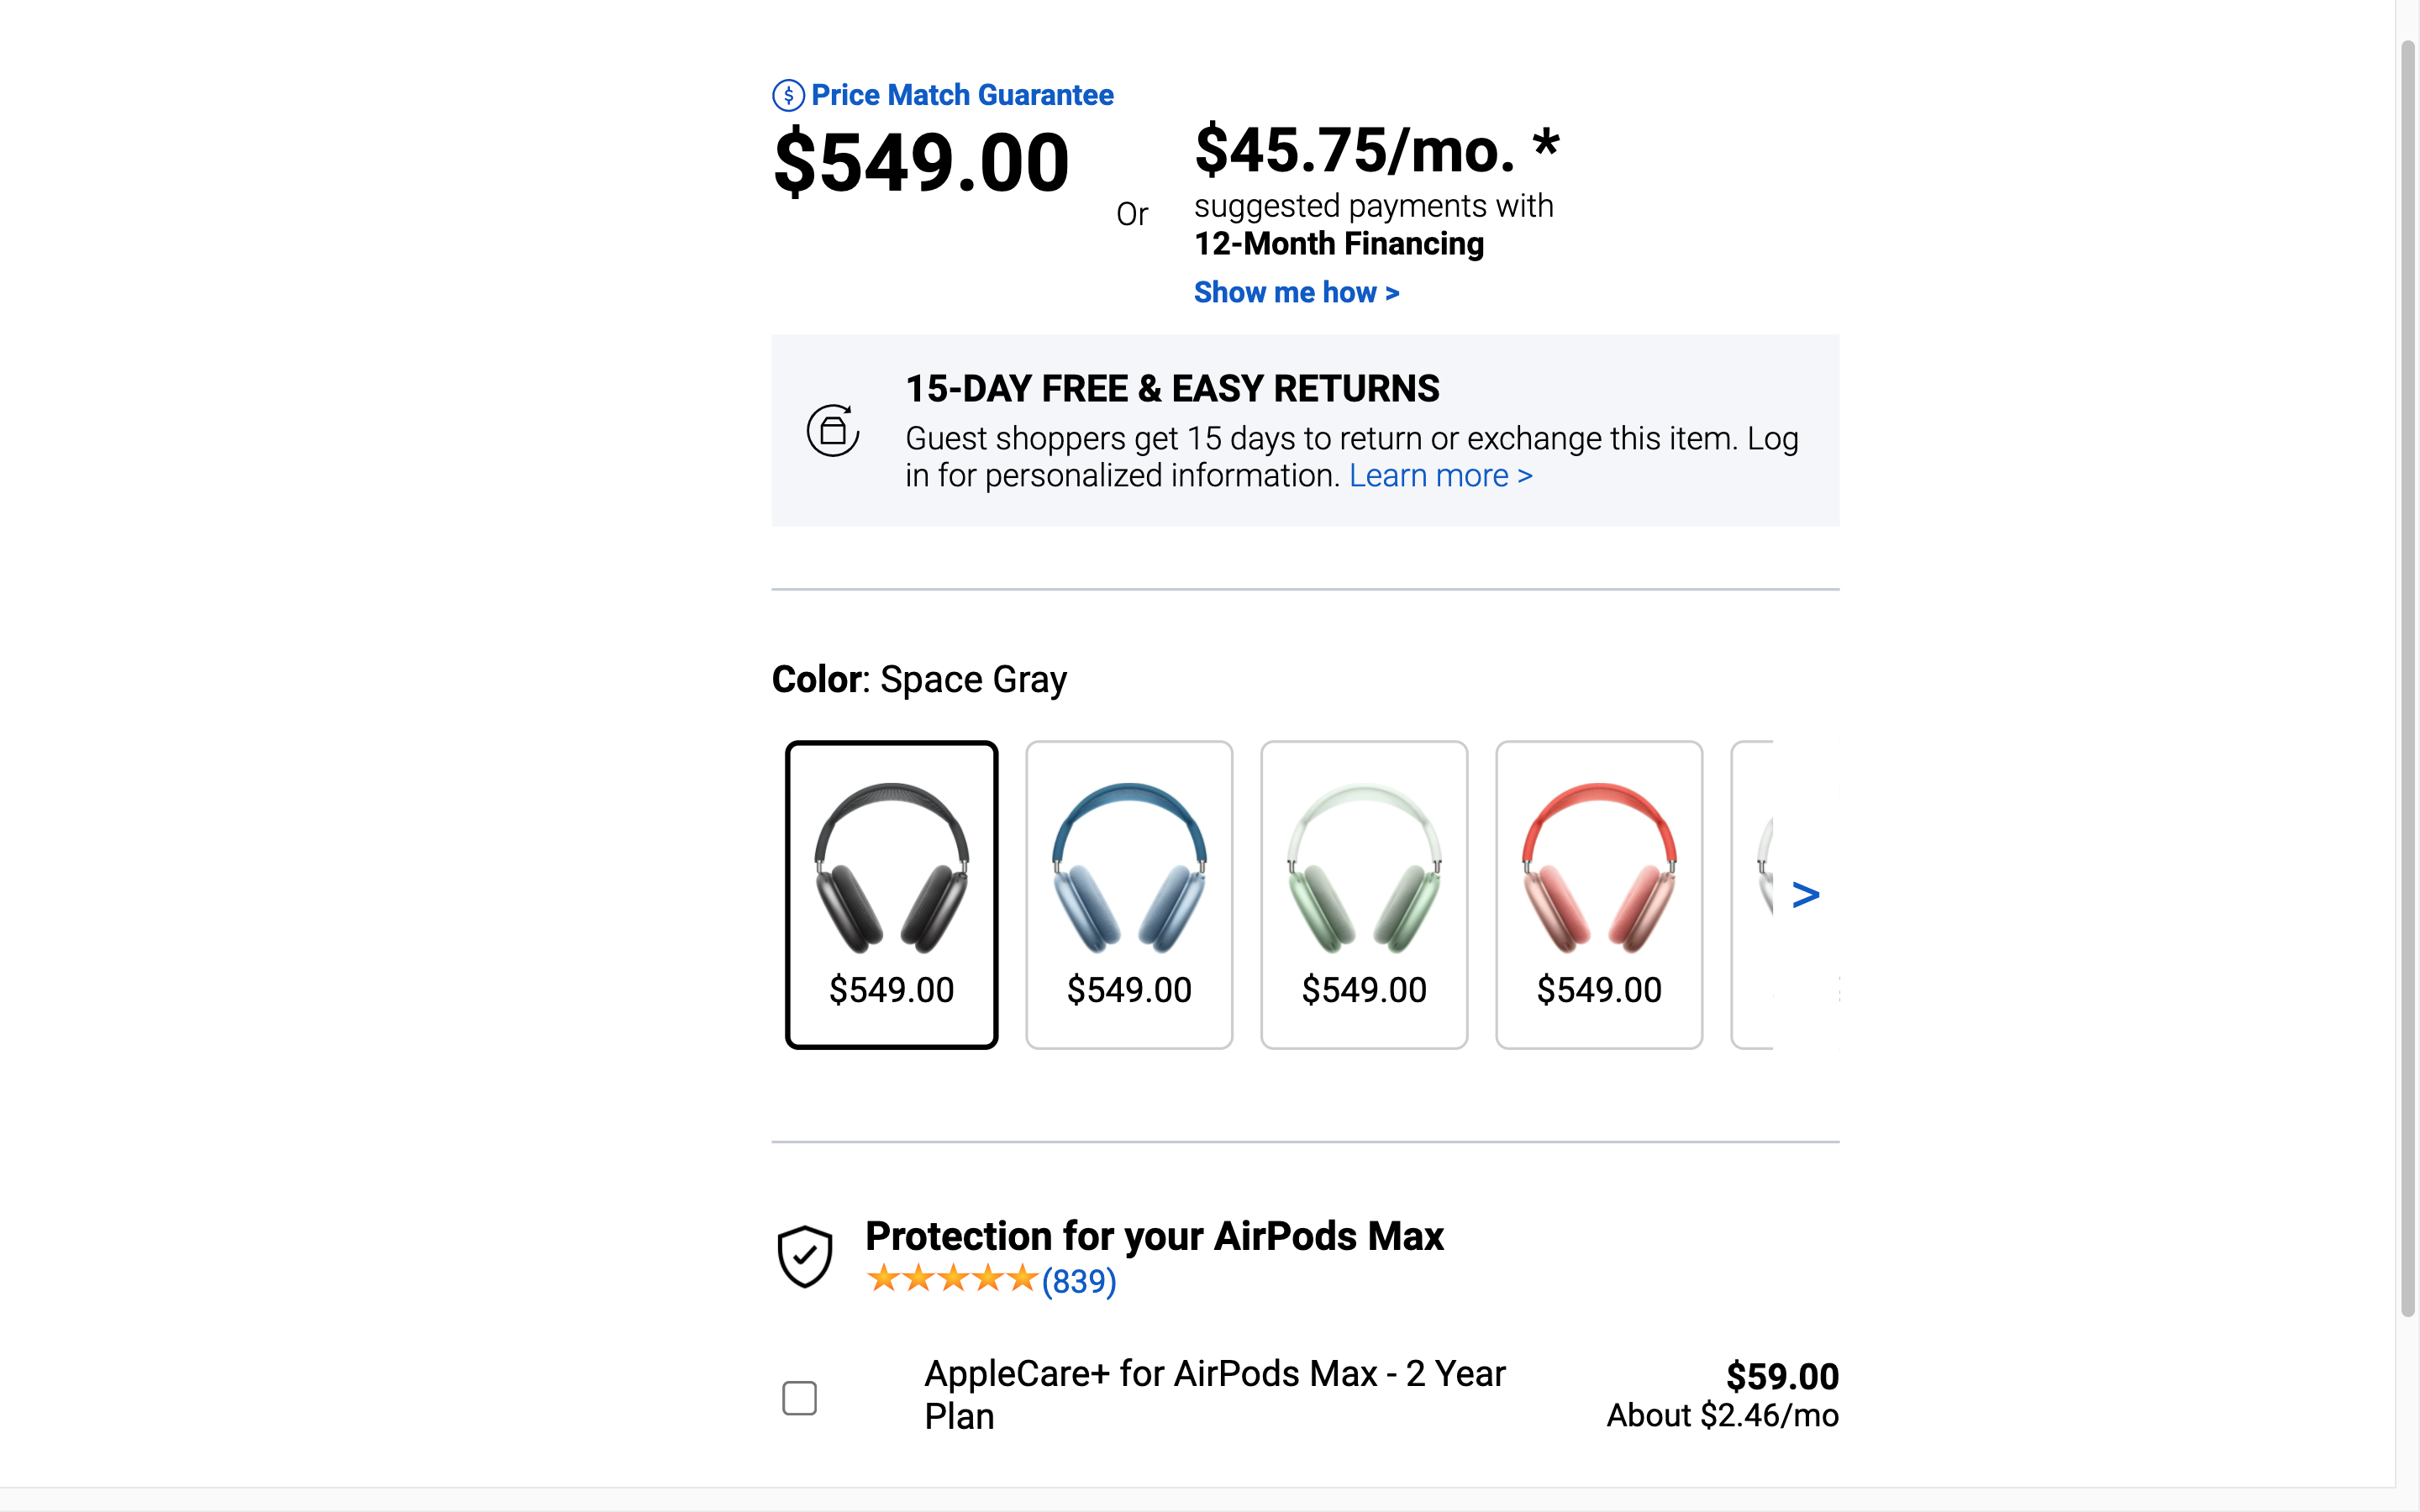 Price Match Guarantee
$549.00
Or
$45.75/mo. *
suggested payments with
12-Month Financing
Show me how >
15-DAY FREE & EASY RETURNS
Guest shoppers get 15 days to return or exchange this item. Log
in for personalized information. Learn more >
Color: Space Gray
$549.00 $549.00 $549.00 $549.00
>
Protection for your AirPods Max
(839)
AppleCare+ for AirPods Max - 2 Year
Plan
$59.00
About $2.46/mo